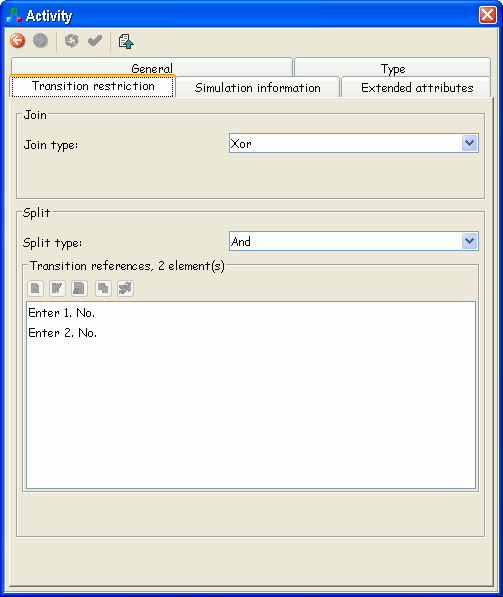 Activity
General
Type
Transition restriction
Simulation information
Extended attributes
Join
Join type:
Xor
Split
Split type:
And
Transition references, 2 element(s)
Enter 1. No.
Enter 2. No.